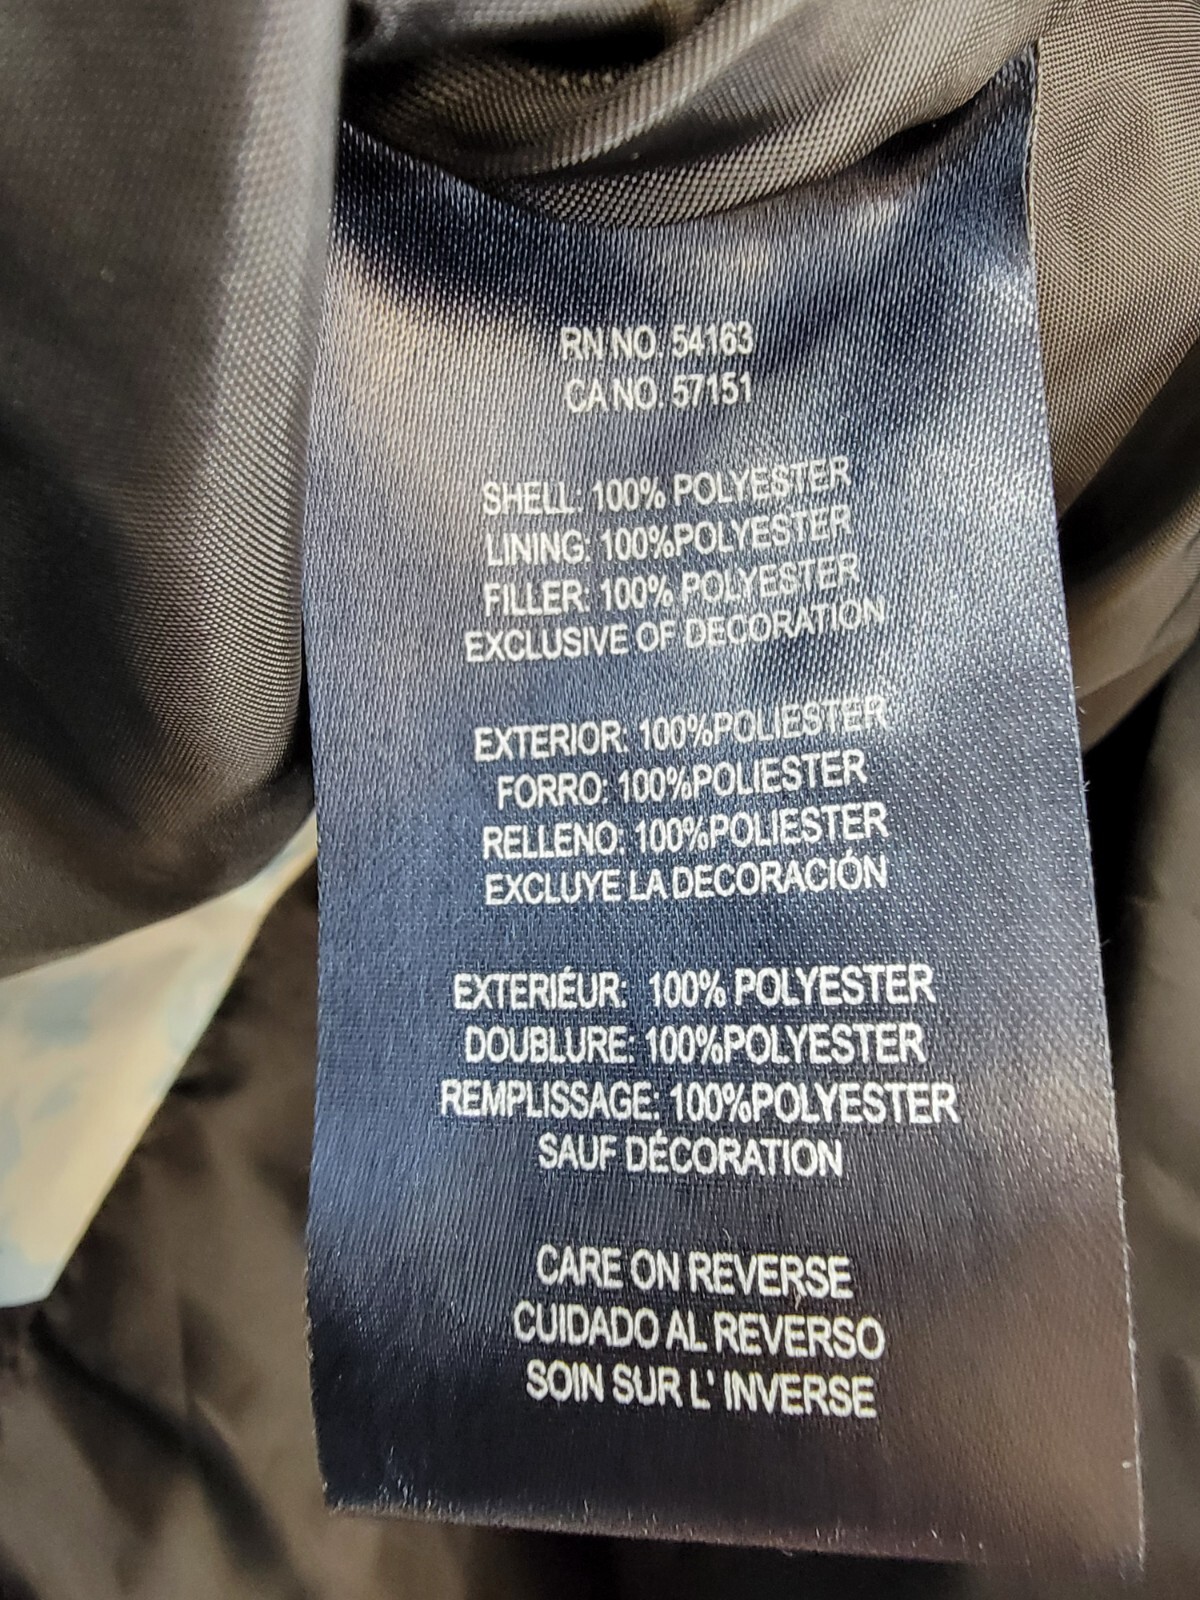 RN NO. 54163
CA NO. 57151
SHELL: 100% POLYESTER
LINING: 100%POLYESTER
FILLER: 100% POLYESTER
EXCLUSIVE OF DECORATION
EXTERIOR: 100%POLIESTER
FORRO: 100%POLIESTER
RELLENO: 100%POLIESTER
EXCLUYE LA DECORACIÓN
EXTERIÉUR: 100% POLYESTER
DOUBLURE: 100%POLYESTER
REMPLISSAGE: 100%POLYESTER
SAUF DÉCORATION
CARE ON REVERSE
CUIDADO AL REVERSO
SOIN SUR L' INVERSE